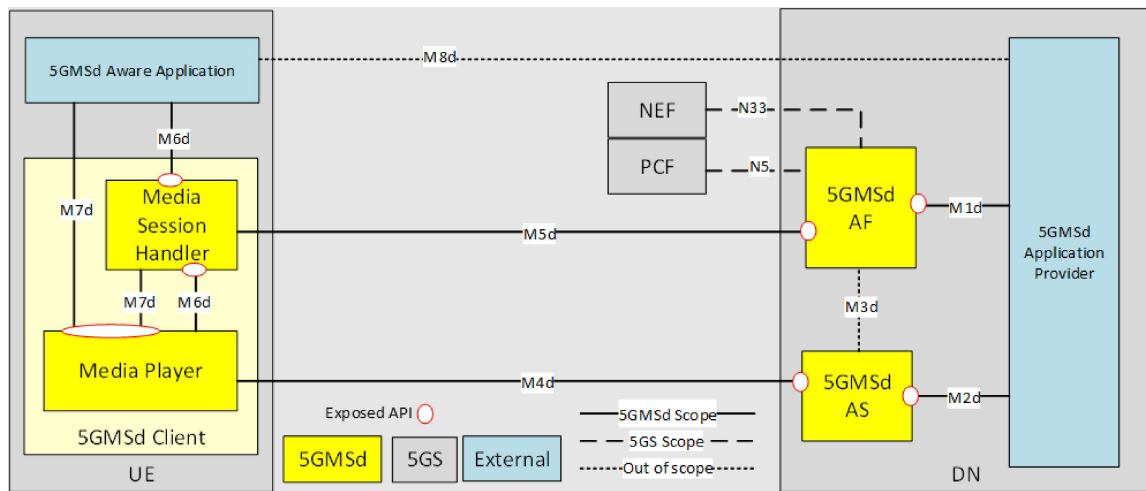 5GMSd Aware Application
M8d
NEF
N33
PCF
N5
M6d
M7d
Media
Session
Handler
M5d
5GMSd
AF
M1d
5GMSd
Application
Provider
M7d
M6d
M3d
Media Player
M4d
5GMSd
AS
M2d
5GMSd Client
UE
Exposed API
5GMSd
5GS
External
5GMSd Scope
5GS Scope
Out of scope
DN